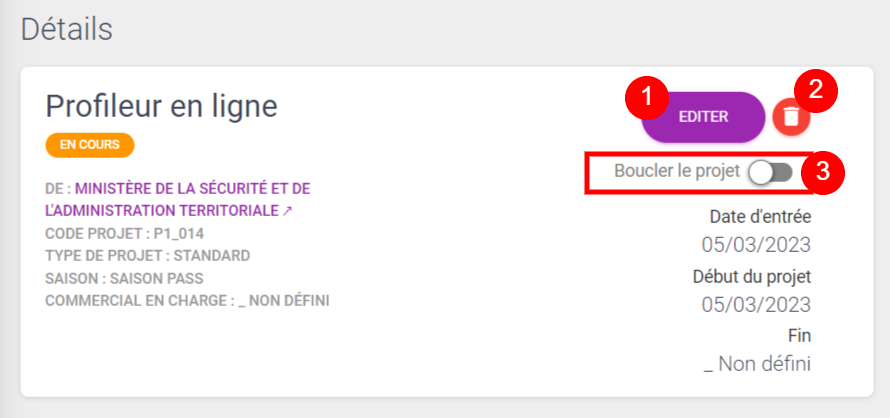 Détails
Profileur en ligne
EN COURS
DE : MINISTÈRE DE LA SÉCURITÉ ET DE
L'ADMINISTRATION TERRITORIALE ↗
CODE PROJET : P1_014
TYPE DE PROJET : STANDARD
SAISON : SAISON PASS
COMMERCIAL EN CHARGE : _ NON DÉFINI
1
EDITER
2
Boucler le projet
3
Date d'entrée
05/03/2023
Début du projet
05/03/2023
Fin
_ Non défini